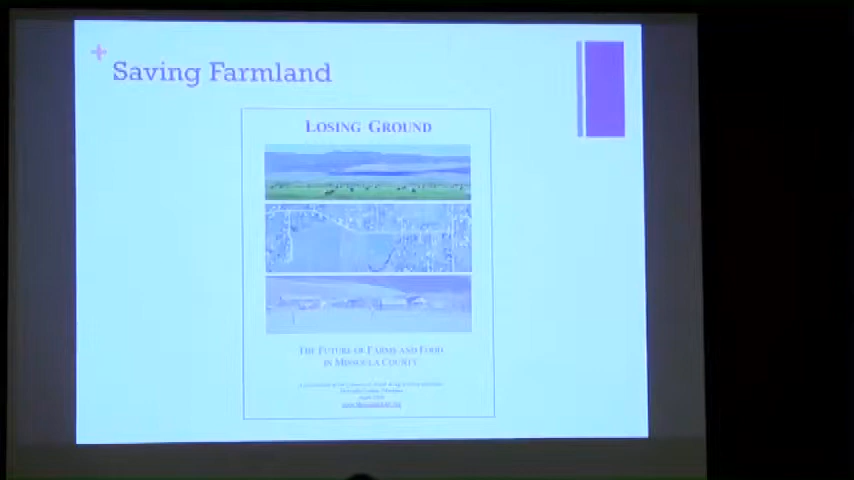 +
Saving Farmland
LOSING GROUND
THE FUTURE OF FARMS AND FOOD
IN MISSOULA COUNTY